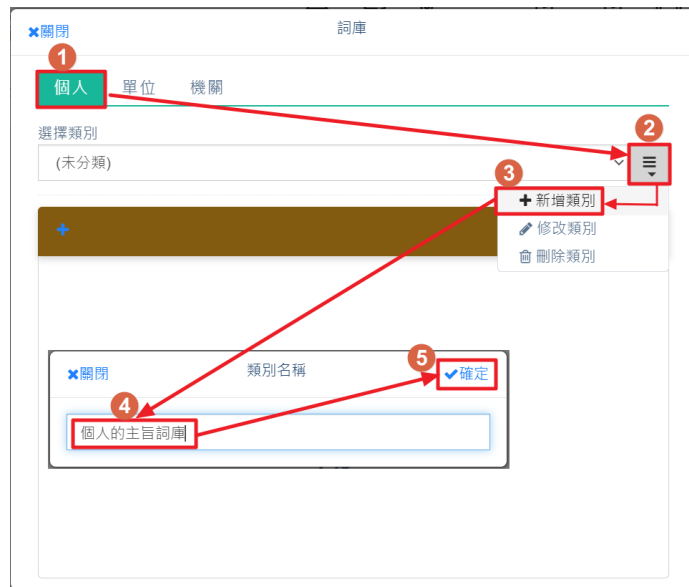 關閉 詞庫
1
個人 單位 機關
選擇類別
2
(未分類)
3
新增類別
修改類別
刪除類別
關閉 類別名稱 5 確定
4
個人的主旨詞庫